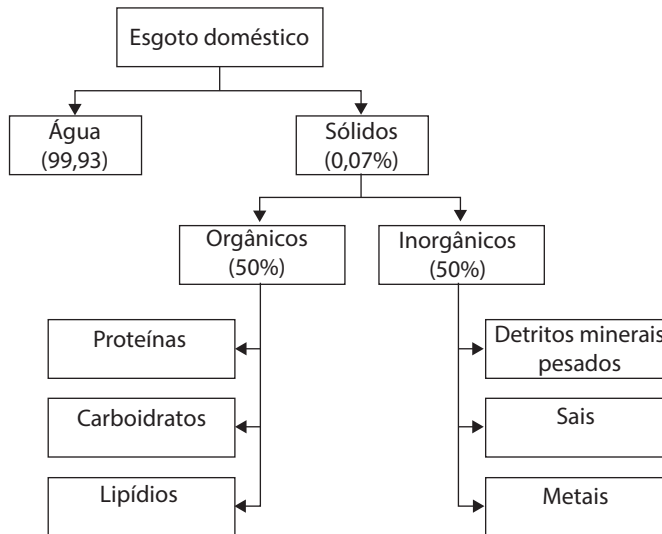 Esgoto doméstico
Água
(99,93)
Sólidos
(0,07%)
Orgânicos
(50%)
Inorgânicos
(50%)
Proteínas
Detritos minerais
pesados
Carboidratos
Sais
Lipídios
Metais